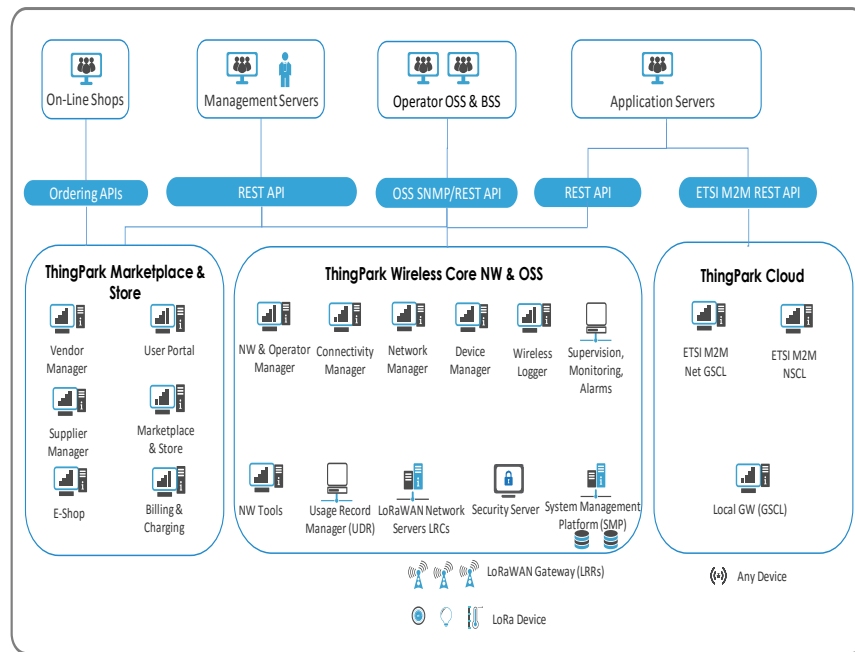 On-Line Shops
Management Servers
Operator OSS & BSS
Application Servers
Ordering APIs
REST API
OSS SNMP/REST API
REST API
ETSI M2M REST API
ThingPark Marketplace &
Store
Vendor
Manager
User Portal
Supplier
Manager
Marketplace
& Store
E-Shop
Billing &
Charging
ThingPark Wireless Core NW & OSS
NW & Operator
Manager
Connectivity
Manager
Network
Manager
Device
Manager
Wireless
Logger
Supervision,
Monitoring,
Alarms
NW Tools
Usage Record
Manager (UDR)
LoRaWAN Network
Servers LRCs
Security Server
System Management
Platform (SMP)
ThingPark Cloud
ETSI M2M
Net GSCL
ETSI M2M
NSCL
Local GW (GSCL)
LoRaWAN Gateway (LRRs)
Any Device
LoRa Device